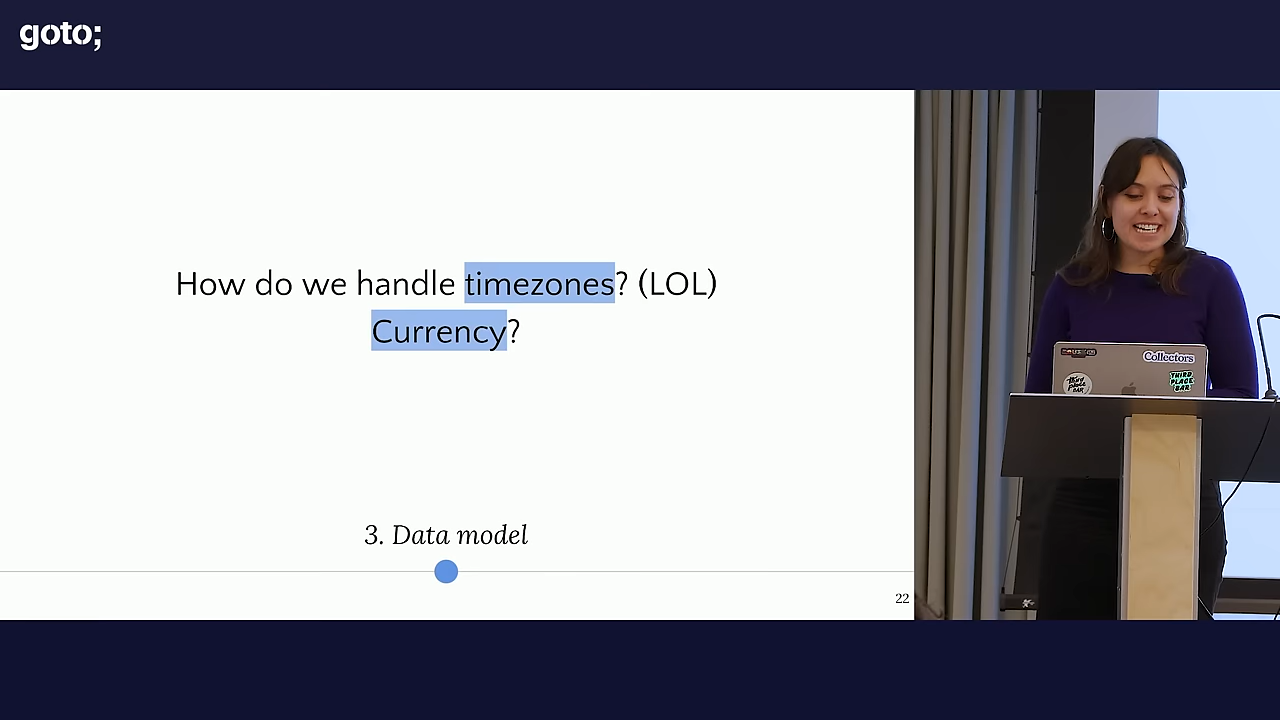 goto;
How do we handle timezones? (LOL)
Currency?
3. Data model
22
Collectors
THIRD
PLACE
BAR